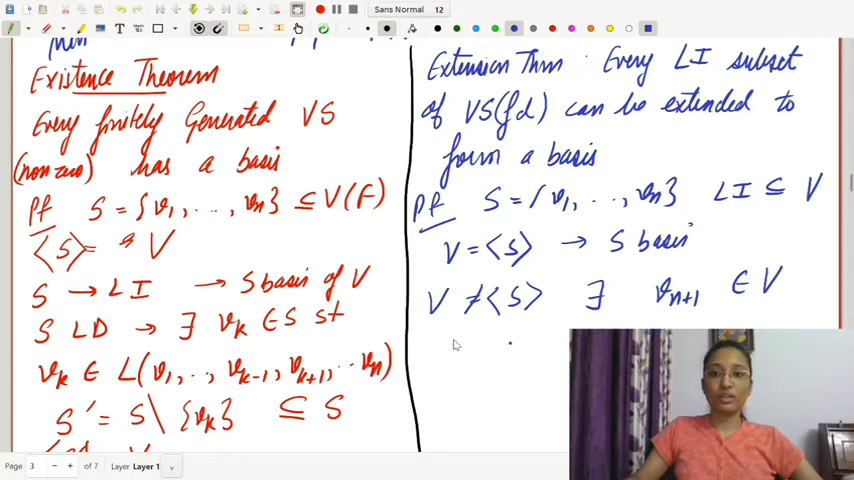 Sans Normal 12
then
Existence Theorem
Every finitely Generated VS
(non zero) has a basis
Pf S = {v₁, ..., vₙ} ⊆ V(F)
⟨S⟩ = V
S → LI → S basis of V
S LD → ∃ vₖ ∈ S st
vₖ ∈ L(v₁, .., vₖ₋₁, vₖ₊₁, .. vₙ)
S' = S \ {vₖ} ⊆ S
Extension Thm. Every LI subset
of VS(fd) can be extended to
form a basis
Pf S = {v₁, ..., vₙ} LI ⊆ V
V = ⟨S⟩ → S basis
V ≠ ⟨S⟩ ∃ vₙ₊₁ ∈ V
Page 3 of 7 Layer Layer 1